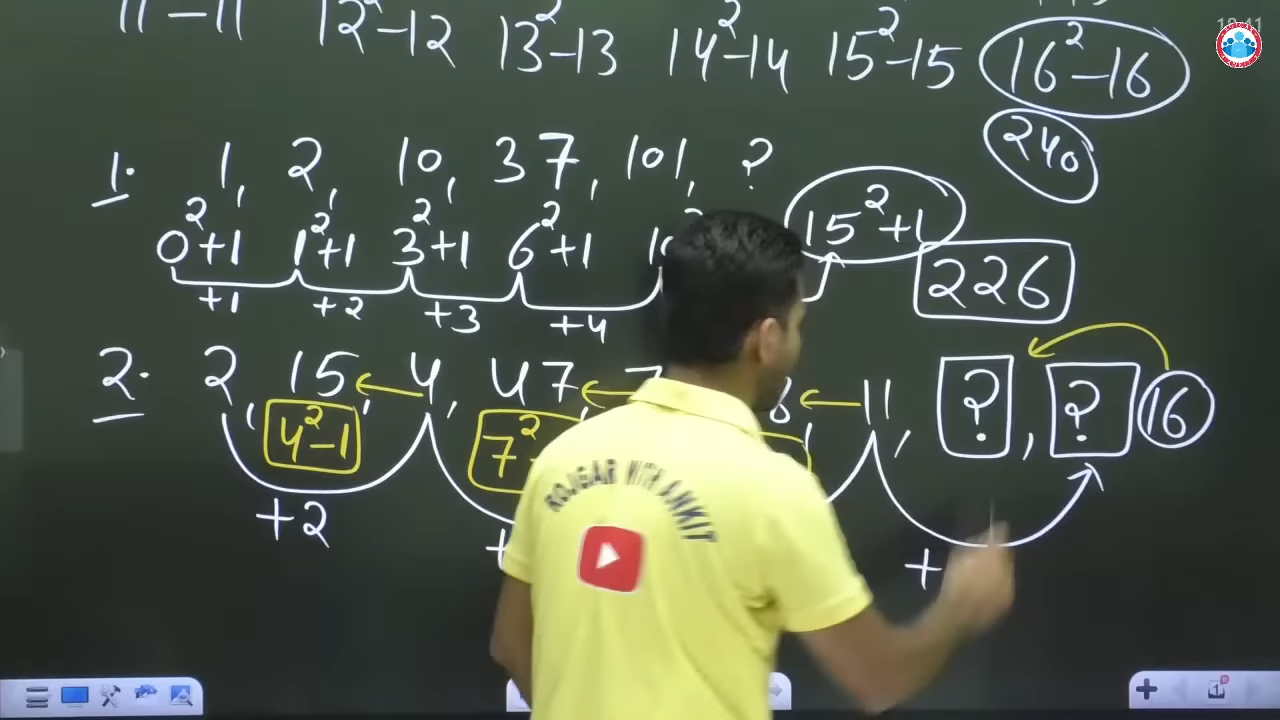 12²-12 13²-13 14²-14 15²-15 16²-16
240
1. 1, 2, 10, 37, 101, ?
0²+1 1²+1 3²+1 6²+1 15²+1
226
+1 +2 +3 +4
2. 2, 15, 4, 47, 11, ?, ? 16
4²-1 7²
+2 + +
ROJGAR WITH ANKIT
1